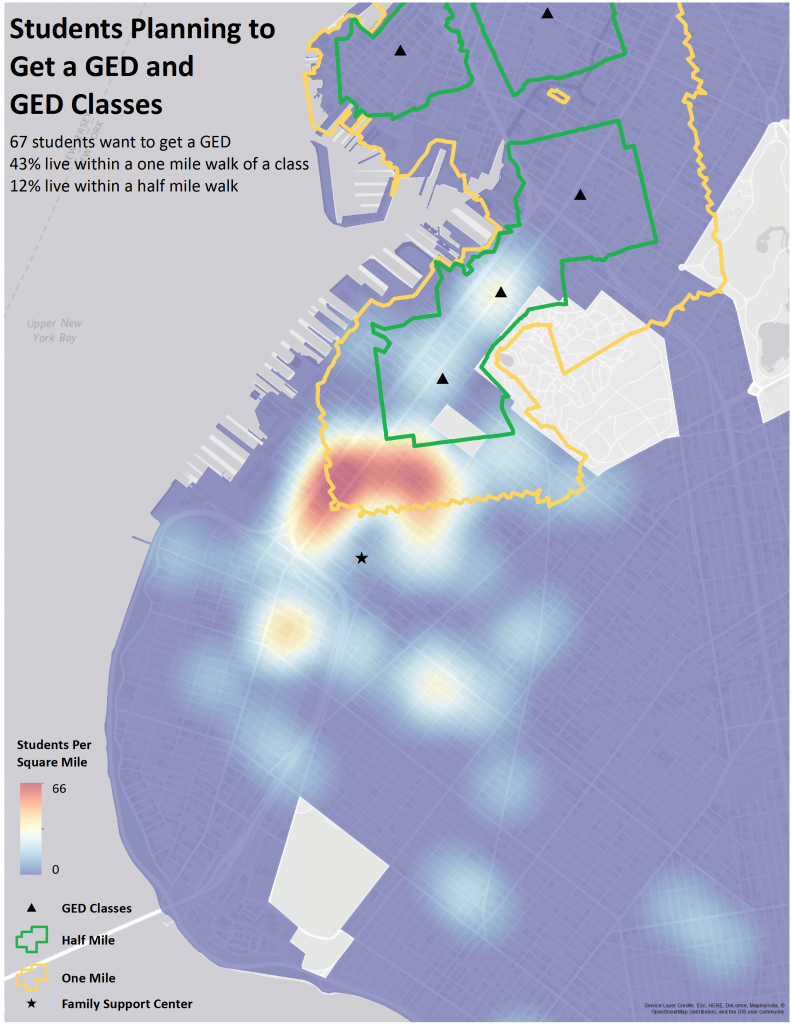 Students Planning to
Get a GED and
GED Classes
67 students want to get a GED
43% live within a one mile walk of a class
12% live within a half mile walk
Upper New
York Bay
Students Per
Square Mile
66
0
GED Classes
Half Mile
One Mile
Family Support Center
Service Layer Credits: Esri, HERE, DeLorme, MapmyIndia, ©
OpenStreetMap contributors, and the GIS user community